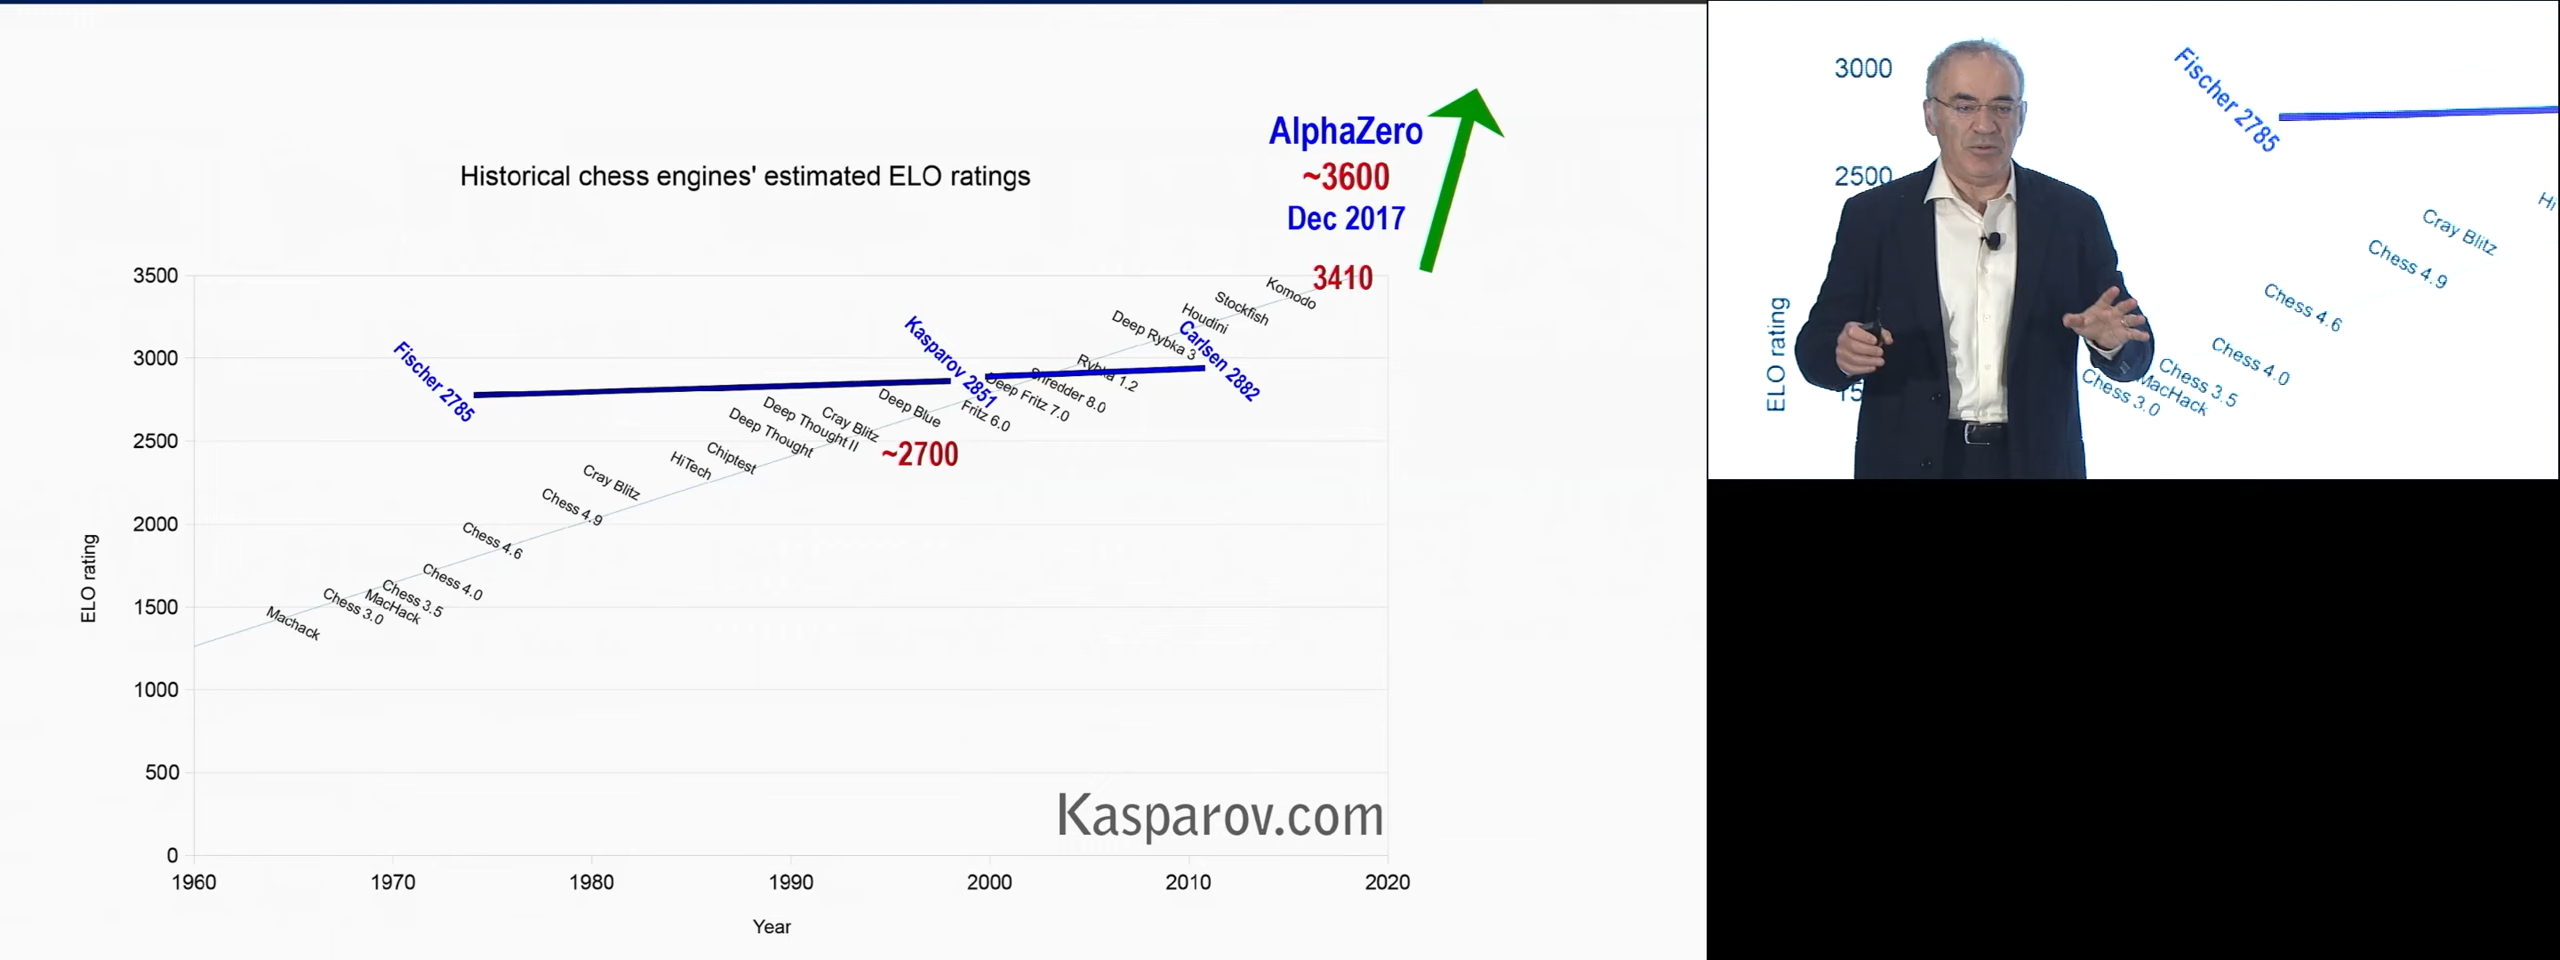 AlphaZero
~3600
Dec 2017
Historical chess engines' estimated ELO ratings
3410
3500
3000
2500
2000
1500
1000
500
0
ELO rating
Komodo
Stockfish
Houdini
Deep Rybka 3
Carlsen 2882
Rybka 1.2
Shredder 8.0
Deep Fritz 7.0
Fritz 6.0
Kasparov 2851
Fischer 2785
Deep Blue
~2700
Cray Blitz
Deep Thought II
Deep Thought
Chiptest
HiTech
Cray Blitz
Chess 4.9
Chess 4.6
Chess 4.0
Chess 3.5
MacHack
Chess 3.0
Machack
Kasparov.com
1960
1970
1980
1990
2000
2010
2020
Year
3000
2500
15
ELO rating
Fischer 2785
Hi
Cray Blitz
Chess 4.9
Chess 4.6
Chess 4.0
Chess 3.5
MacHack
Chess 3.0